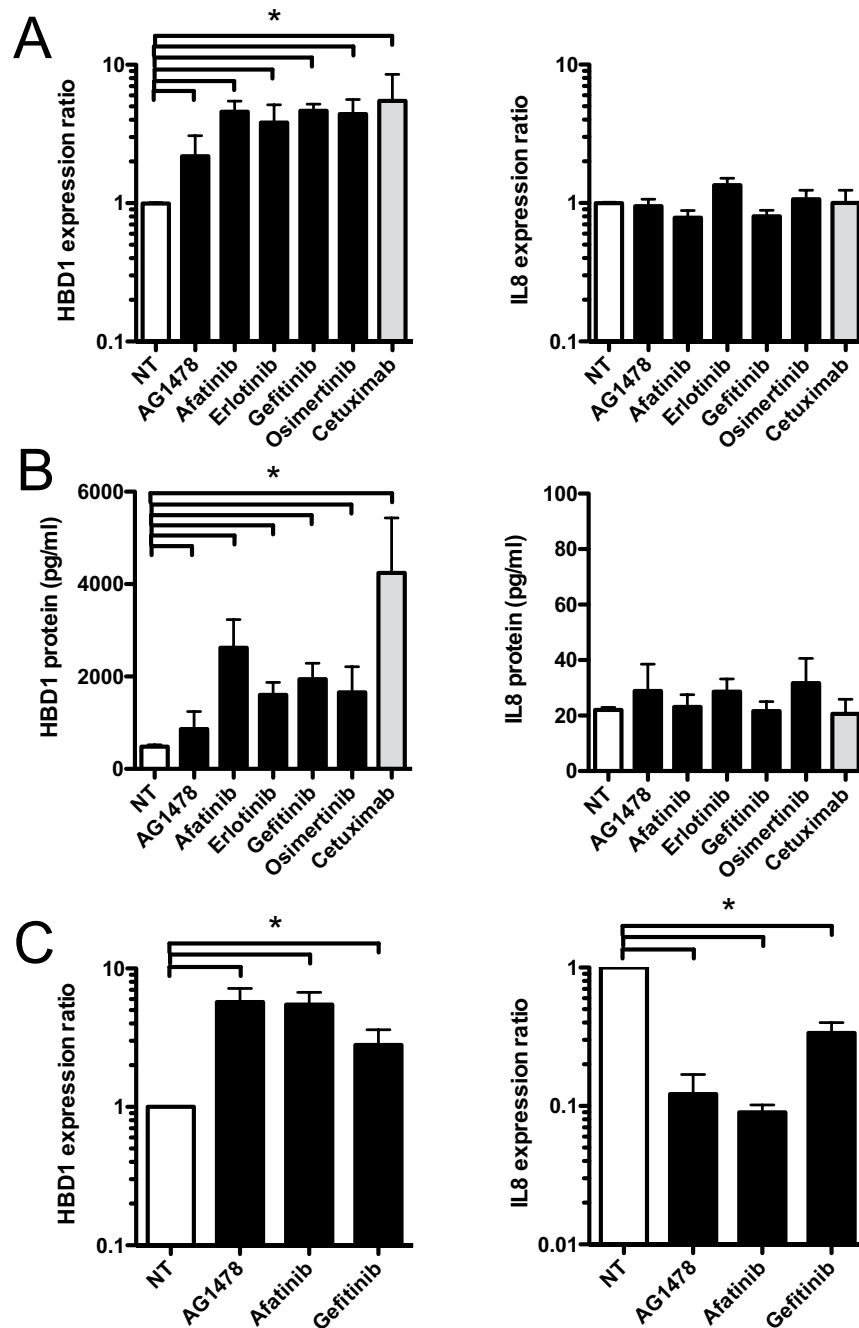 A
*
HBD1 expression ratio
10
1
0.1
NT
AG1478
Afatinib
Erlotinib
Gefitinib
Osimertinib
Cetuximab
IL8 expression ratio
10
1
0.1
NT
AG1478
Afatinib
Erlotinib
Gefitinib
Osimertinib
Cetuximab
B
*
HBD1 protein (pg/ml)
6000
4000
2000
0
NT
AG1478
Afatinib
Erlotinib
Gefitinib
Osimertinib
Cetuximab
IL8 protein (pg/ml)
100
80
60
40
20
0
NT
AG1478
Afatinib
Erlotinib
Gefitinib
Osimertinib
Cetuximab
C
*
HBD1 expression ratio
10
1
0.1
NT
AG1478
Afatinib
Gefitinib
*
IL8 expression ratio
1
0.1
0.01
NT
AG1478
Afatinib
Gefitinib